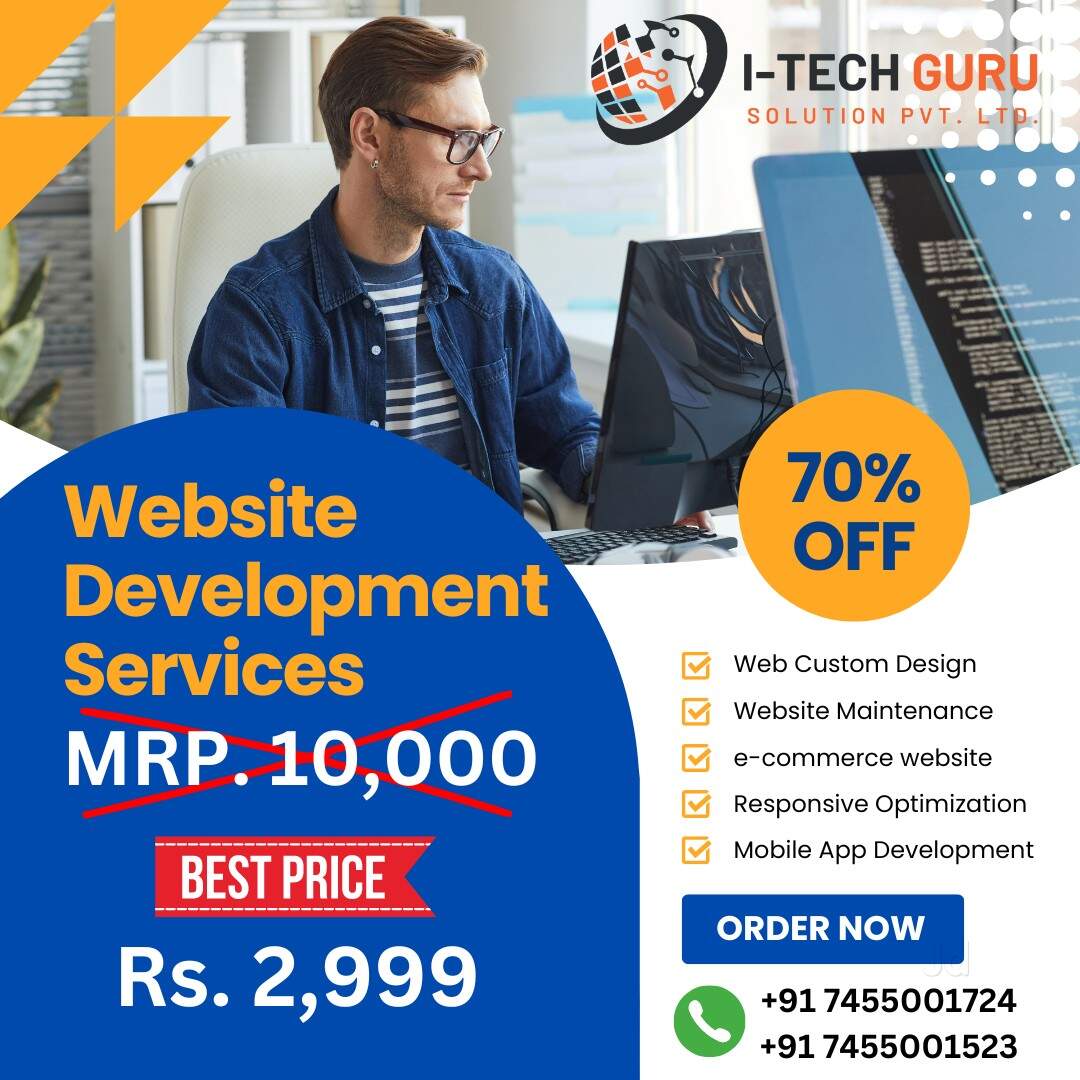 I-TECH GURU
SOLUTION PVT. LTD.
70%
OFF
Website
Development
Services
MRP. 10,000
BEST PRICE
Rs. 2,999
Web Custom Design
Website Maintenance
e-commerce website
Responsive Optimization
Mobile App Development
ORDER NOW
Jd
+91 7455001724
+91 7455001523